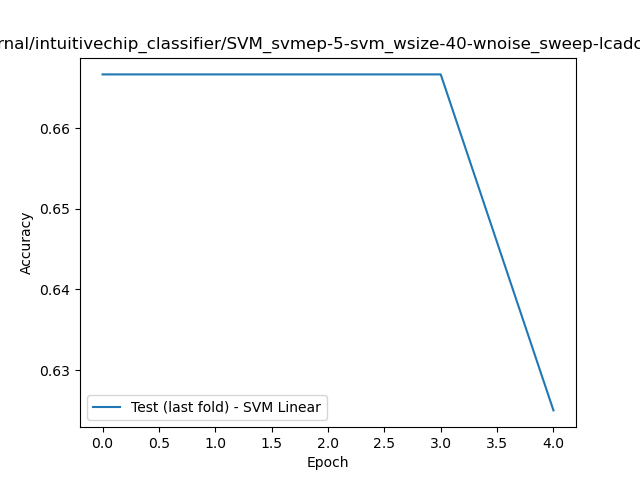 rnal/intuitivechip_classifier/SVM_svmep-5-svm_wsize-40-wnoise_sweep-lcadc
0.66
0.65
0.64
0.63
Accuracy
Test (last fold) - SVM Linear
0.0 0.5 1.0 1.5 2.0 2.5 3.0 3.5 4.0
Epoch